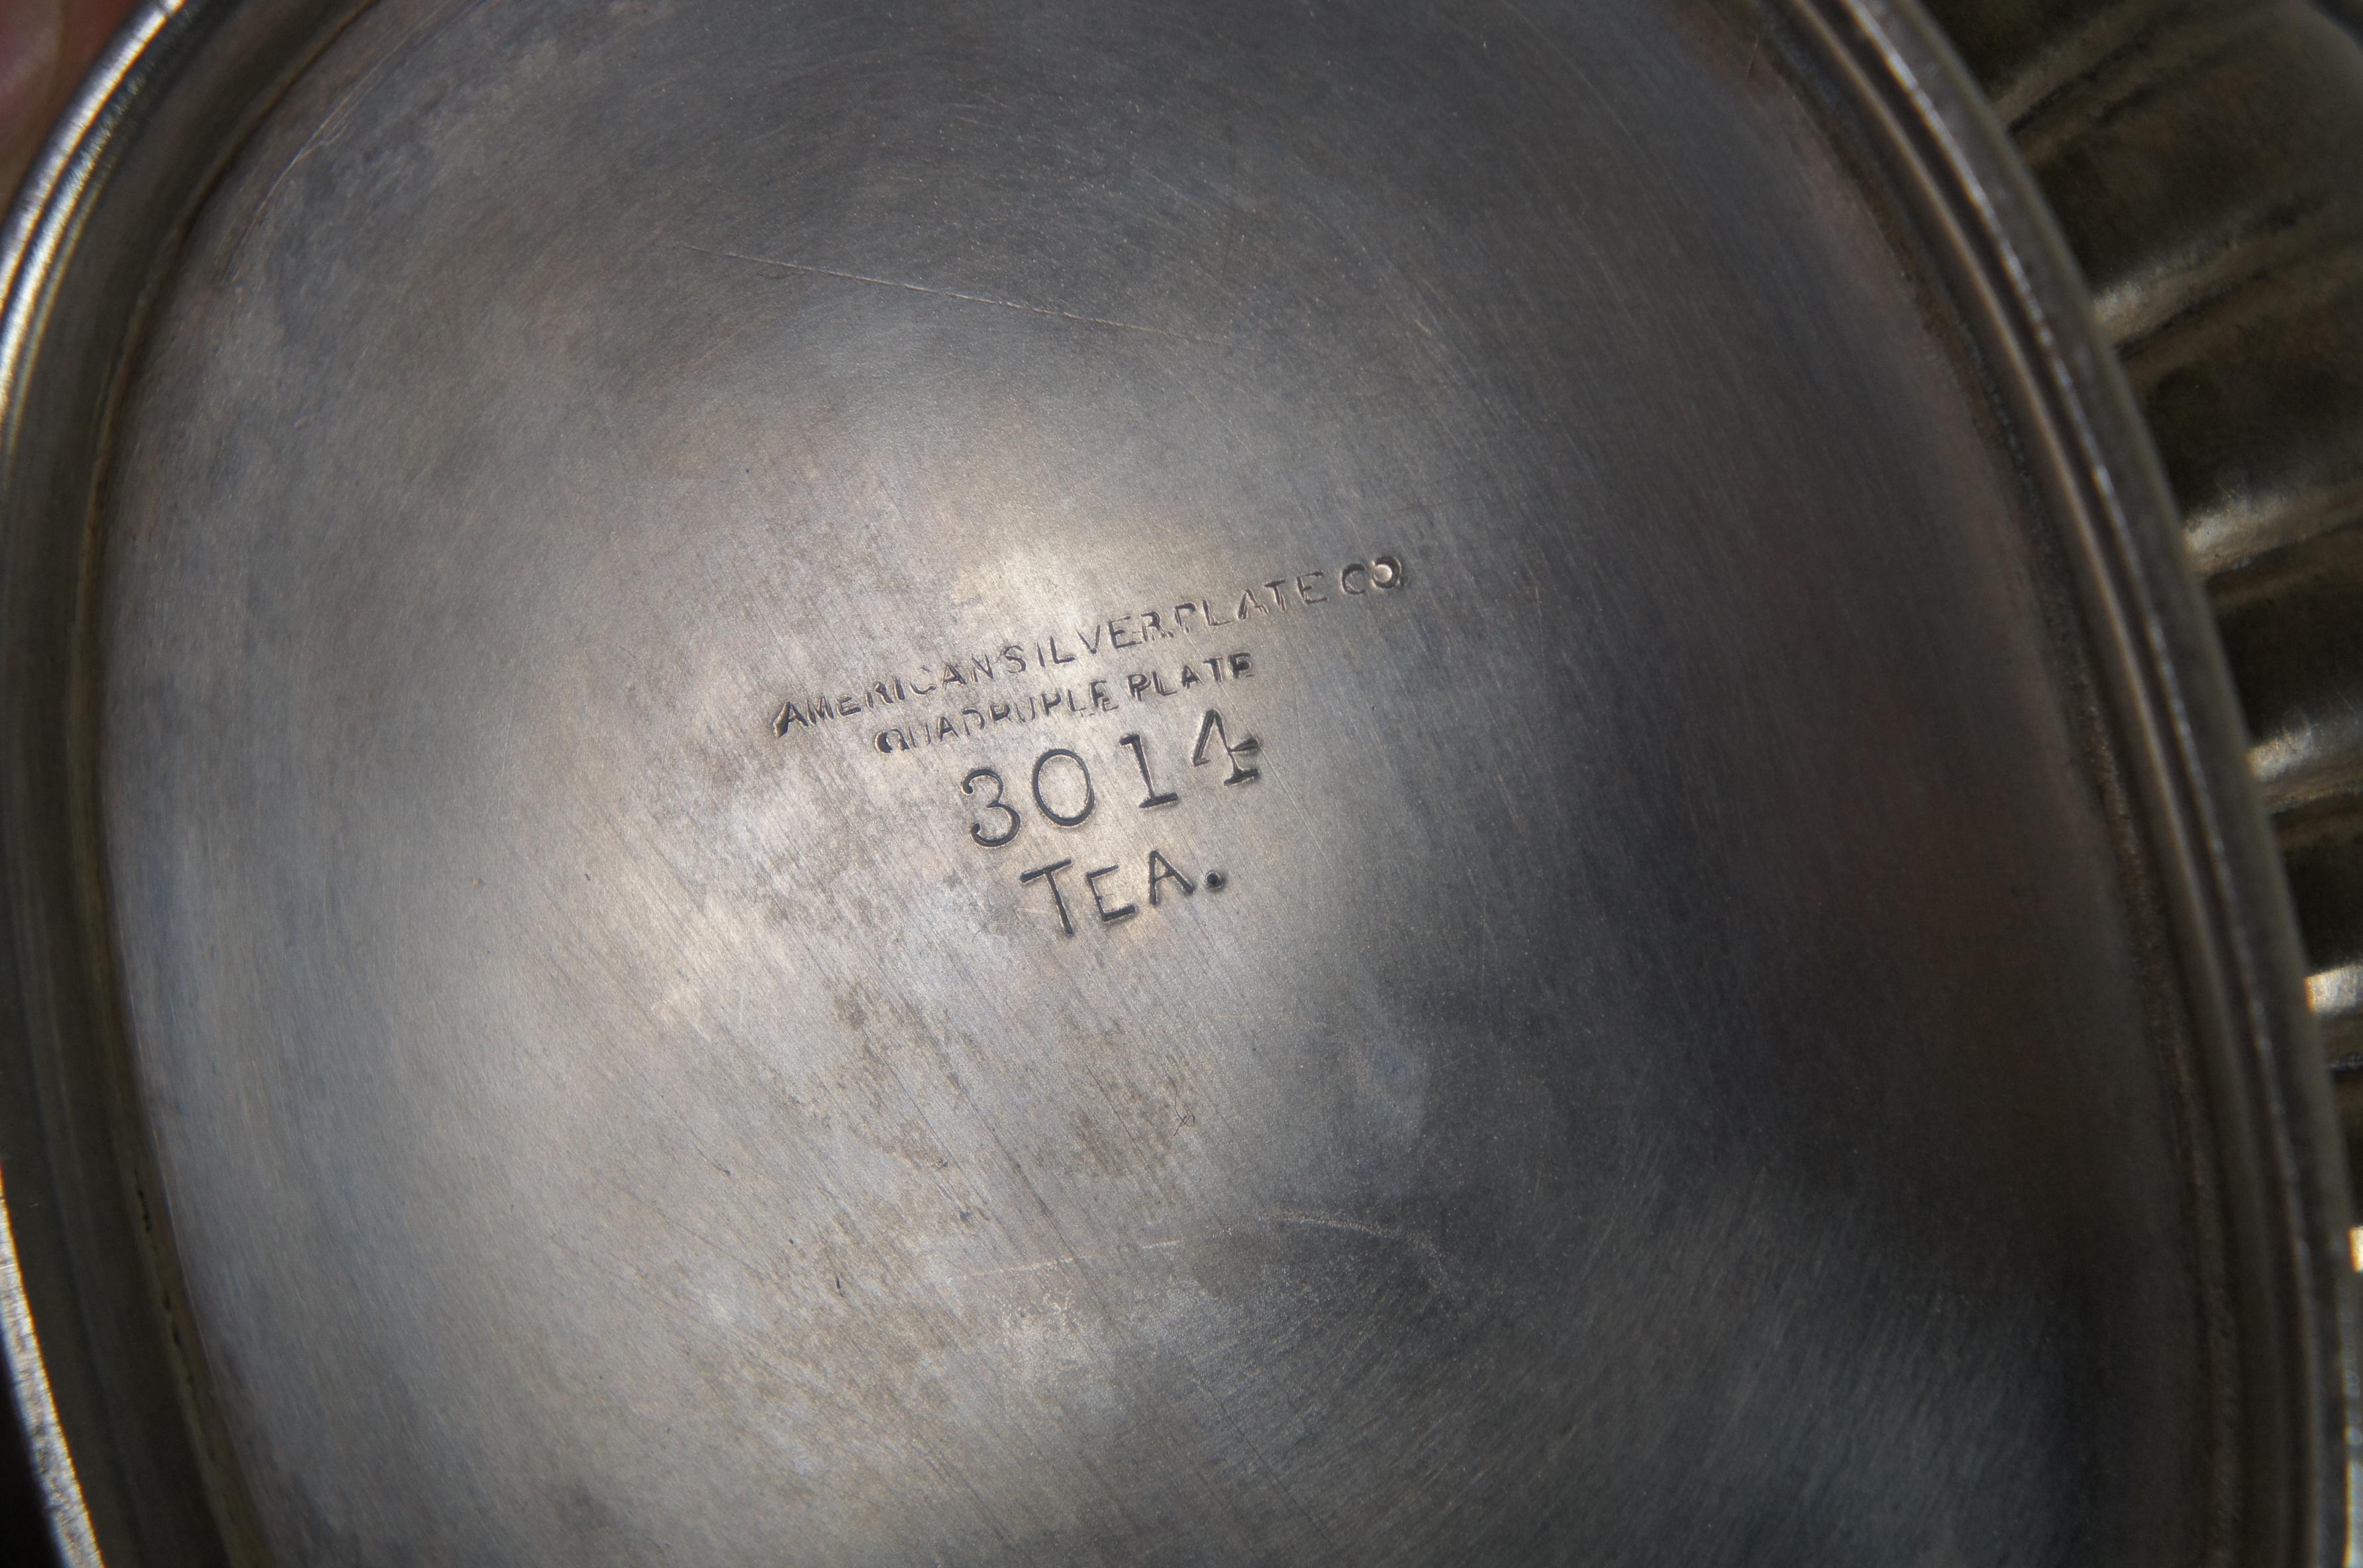 AMERICAN SILVER PLATE CO
QUADRUPLE PLATE
3014
TEA.